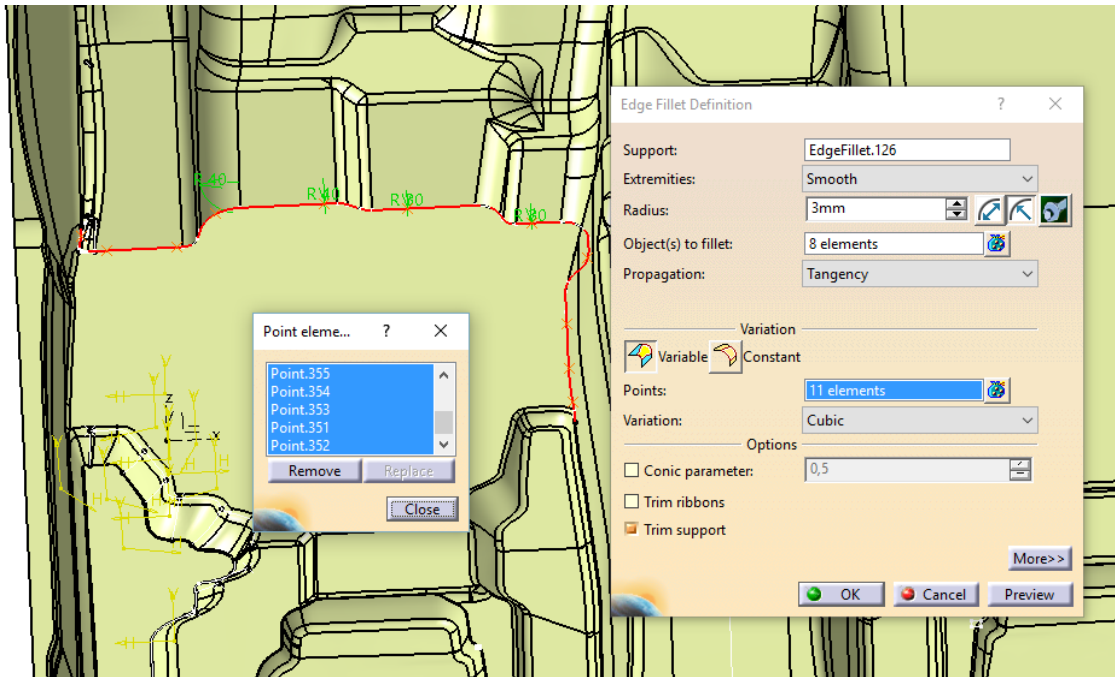 Edge Fillet Definition
?
Support:
EdgeFillet.126
Extremities:
Smooth
Radius:
3mm
Object(s) to fillet:
8 elements
Propagation:
Tangency
Variation
Variable
Constant
Points:
11 elements
Variation:
Cubic
Options
Conic parameter:
0,5
Trim ribbons
Trim support
More>>
OK
Cancel
Preview
Point eleme...
?
Point.355
Point.354
Point.353
Point.351
Point.352
Remove
Replace
Close
z
H
H
H
H